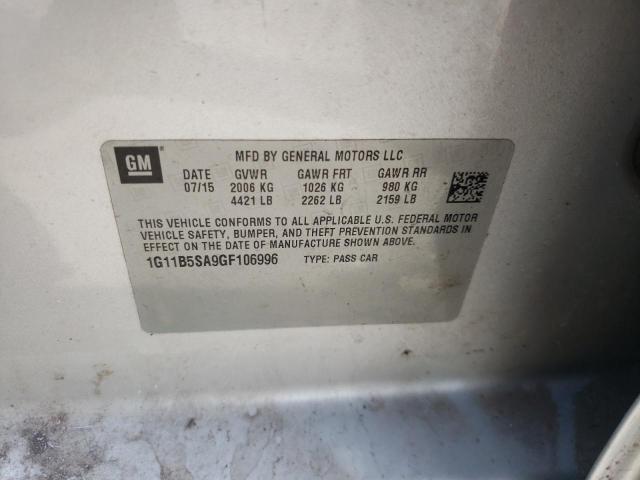 GM
MFD BY GENERAL MOTORS LLC
DATE GVWR GAWR FRT GAWR RR
07/15 2006 KG 1026 KG 980 KG
4421 LB 2262 LB 2159 LB
THIS VEHICLE CONFORMS TO ALL APPLICABLE U.S. FEDERAL MOTOR
VEHICLE SAFETY, BUMPER, AND THEFT PREVENTION STANDARDS IN
EFFECT ON THE DATE OF MANUFACTURE SHOWN ABOVE.
1G11B5SA9GF106996 TYPE: PASS CAR